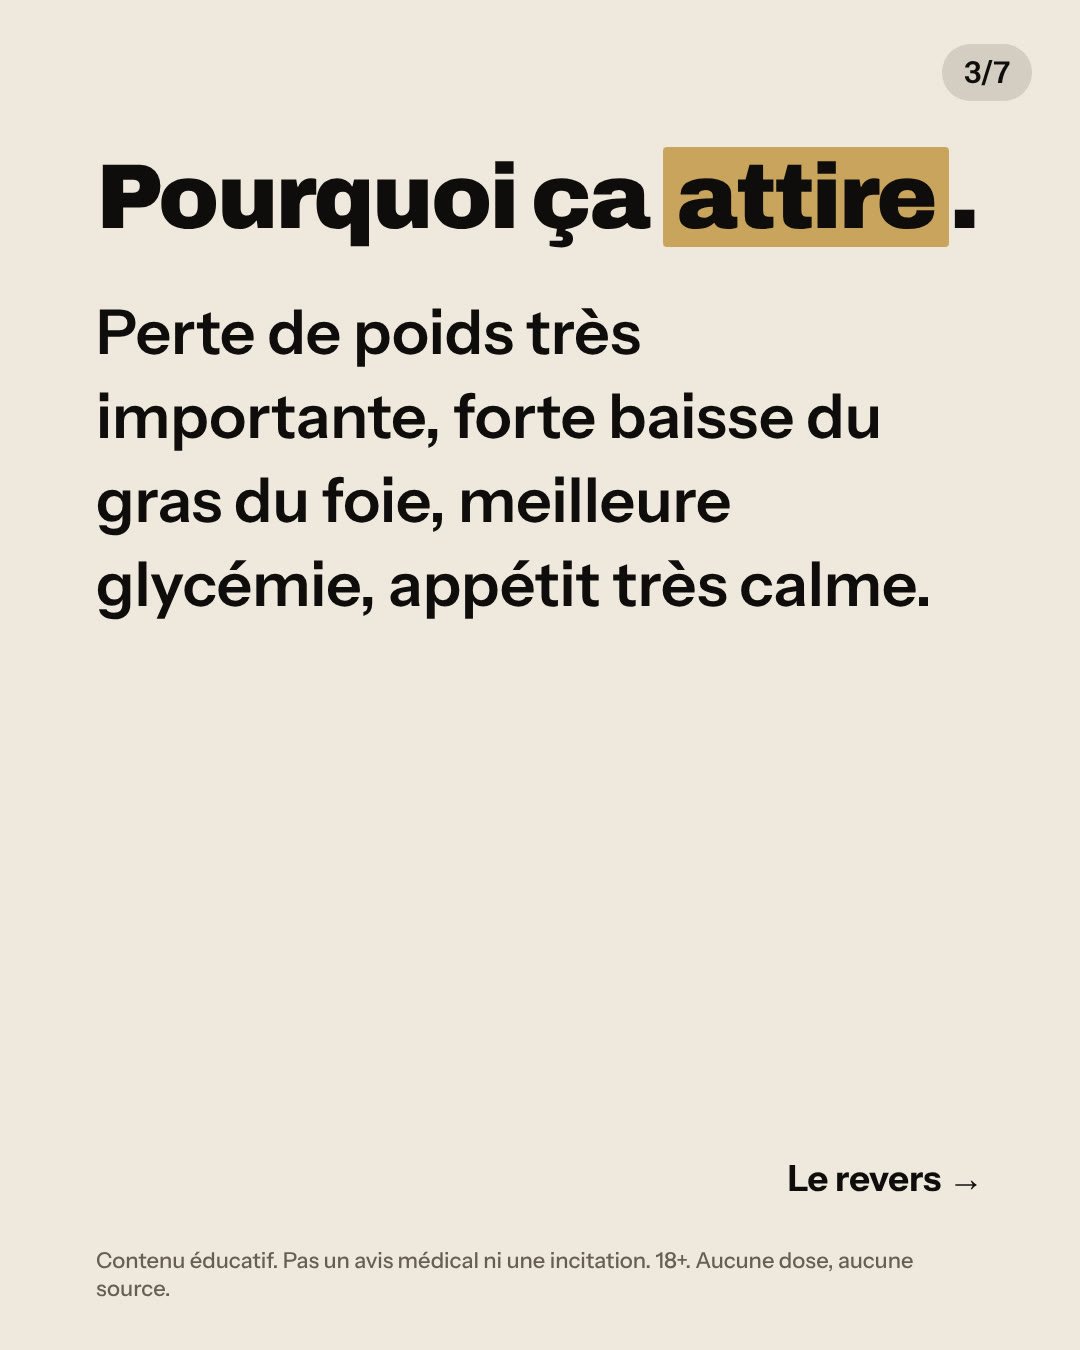 3/7
Pourquoi ça attire.
Perte de poids très
importante, forte baisse du
gras du foie, meilleure
glycémie, appétit très calme.
Le revers →
Contenu éducatif. Pas un avis médical ni une incitation. 18+. Aucune dose, aucune
source.